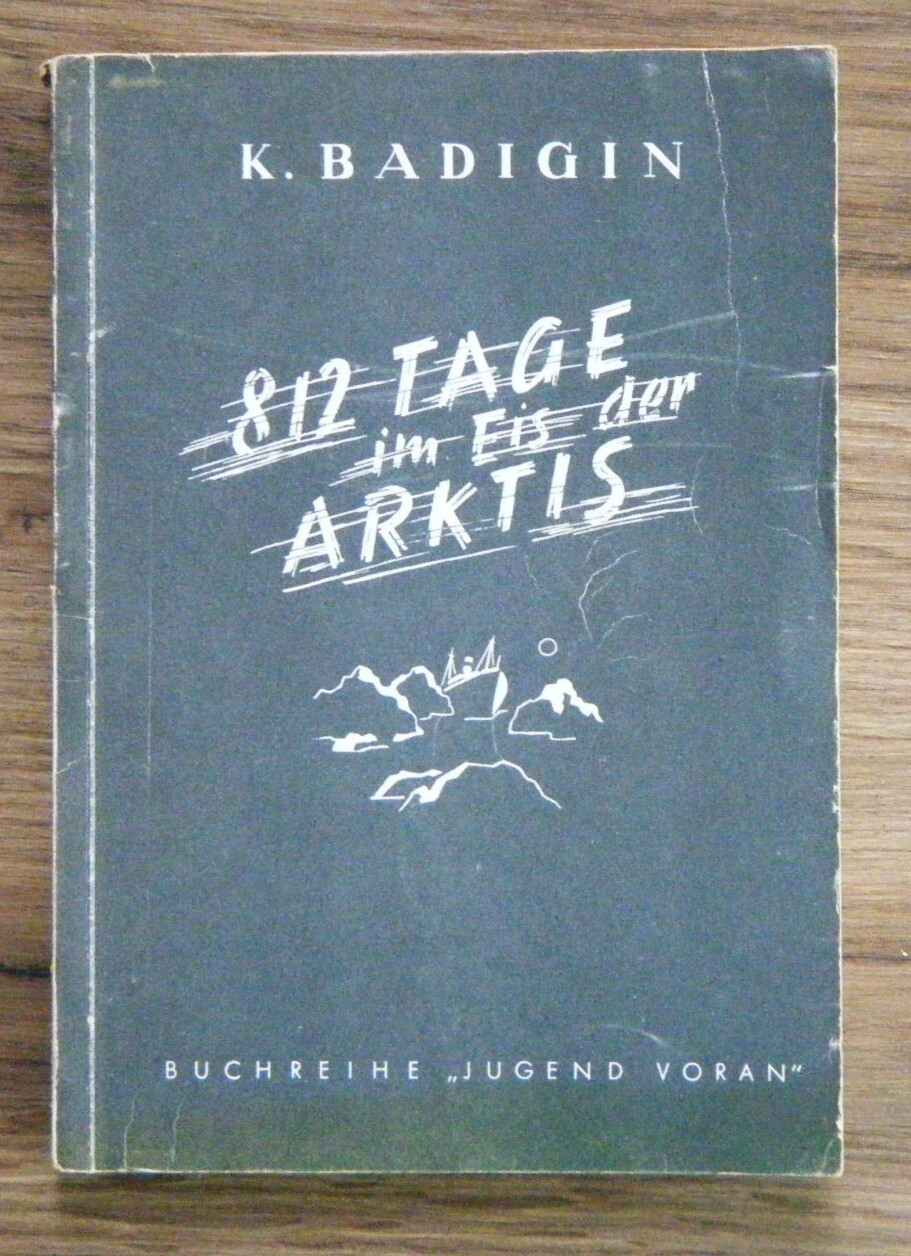 K. BADIGIN
812 TAGE
im Eis der
ARKTIS
BUCHREIHE „JUGEND VORAN“